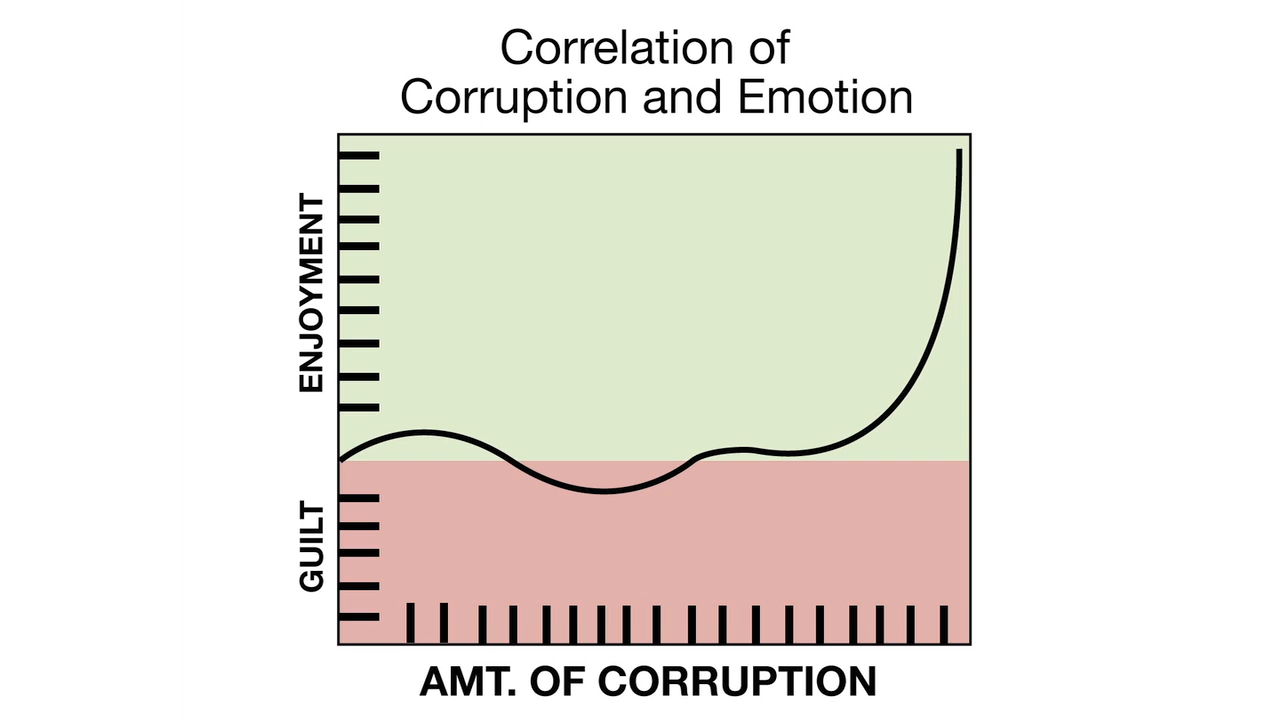 Correlation of
Corruption and Emotion
ENJOYMENT
GUILT
AMT. OF CORRUPTION